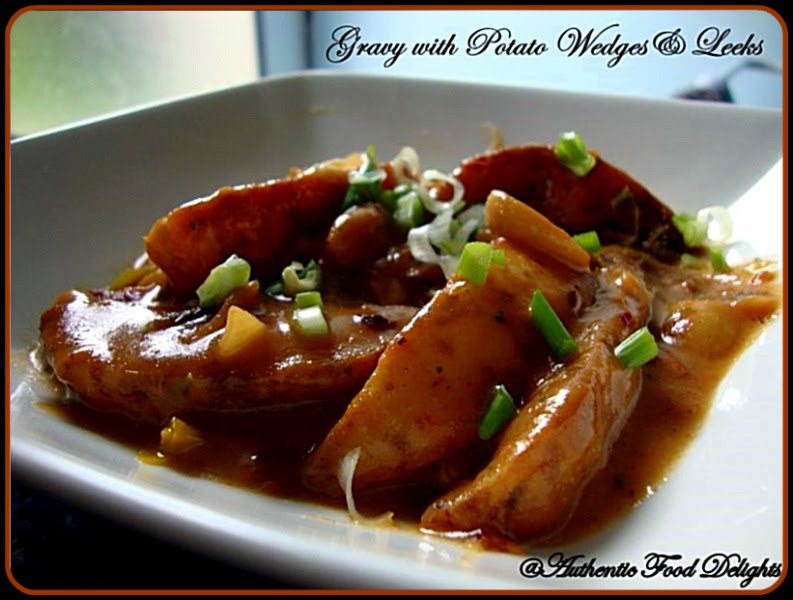 Gravy with Potato Wedges & Leeks
@Authentic Food Delights